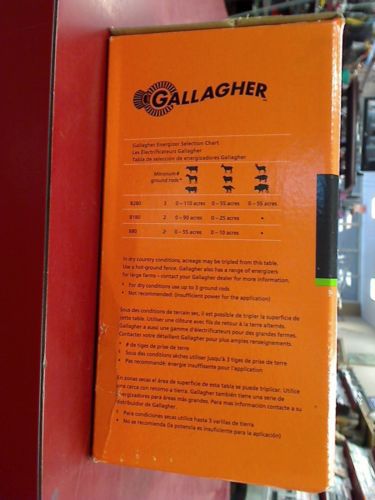 GALLAGHER
Gallagher Energizer Selection Chart
Les Électrificateurs Gallagher
Tabla de selección de energizadores Gallagher
Minimum #
ground rods*
B280 3 0 – 110 acres 0 – 55 acres 0 – 55 acres
B180 2 0 – 90 acres 0 – 25 acres •
B80 2 0 – 55 acres 0 – 10 acres •
In dry country conditions, acreage may be tripled from this table.
Use a hot-ground fence. Gallagher also has a range of energizers
for large farms – contact your Gallagher dealer for more information.
* For dry conditions use up to 3 ground rods
• Not recommended: (insufficient power for the application)
Sous des conditions de terrain sec, il est possible de tripler la superficie de
cette table. Utiliser une clôture avec fils de retour à la terre alternés.
Gallagher a aussi une gamme d'électrificateurs pour des grandes fermes.
Contacter votre détaillant Gallagher pour plus amples renseignements.
* # de tiges de prise de terre
* Sous des conditions sèches utiliser jusqu'à 3 tiges de prise de terre
• Pas recommandé: energie insuffisante pour l'application
En zonas secas el área de superficie de esta tabla se puede triplicar. Utilice
una cerca con retorno a tierra. Gallagher también tiene una serie de
energizadores para áreas más grandes. Para mas información contacte a su
distribuidor de Gallagher.
* Para condiciones secas utilice hasta 3 varillas de tierra
• No se recomienda (la potencia es insuficiente para la aplicación)